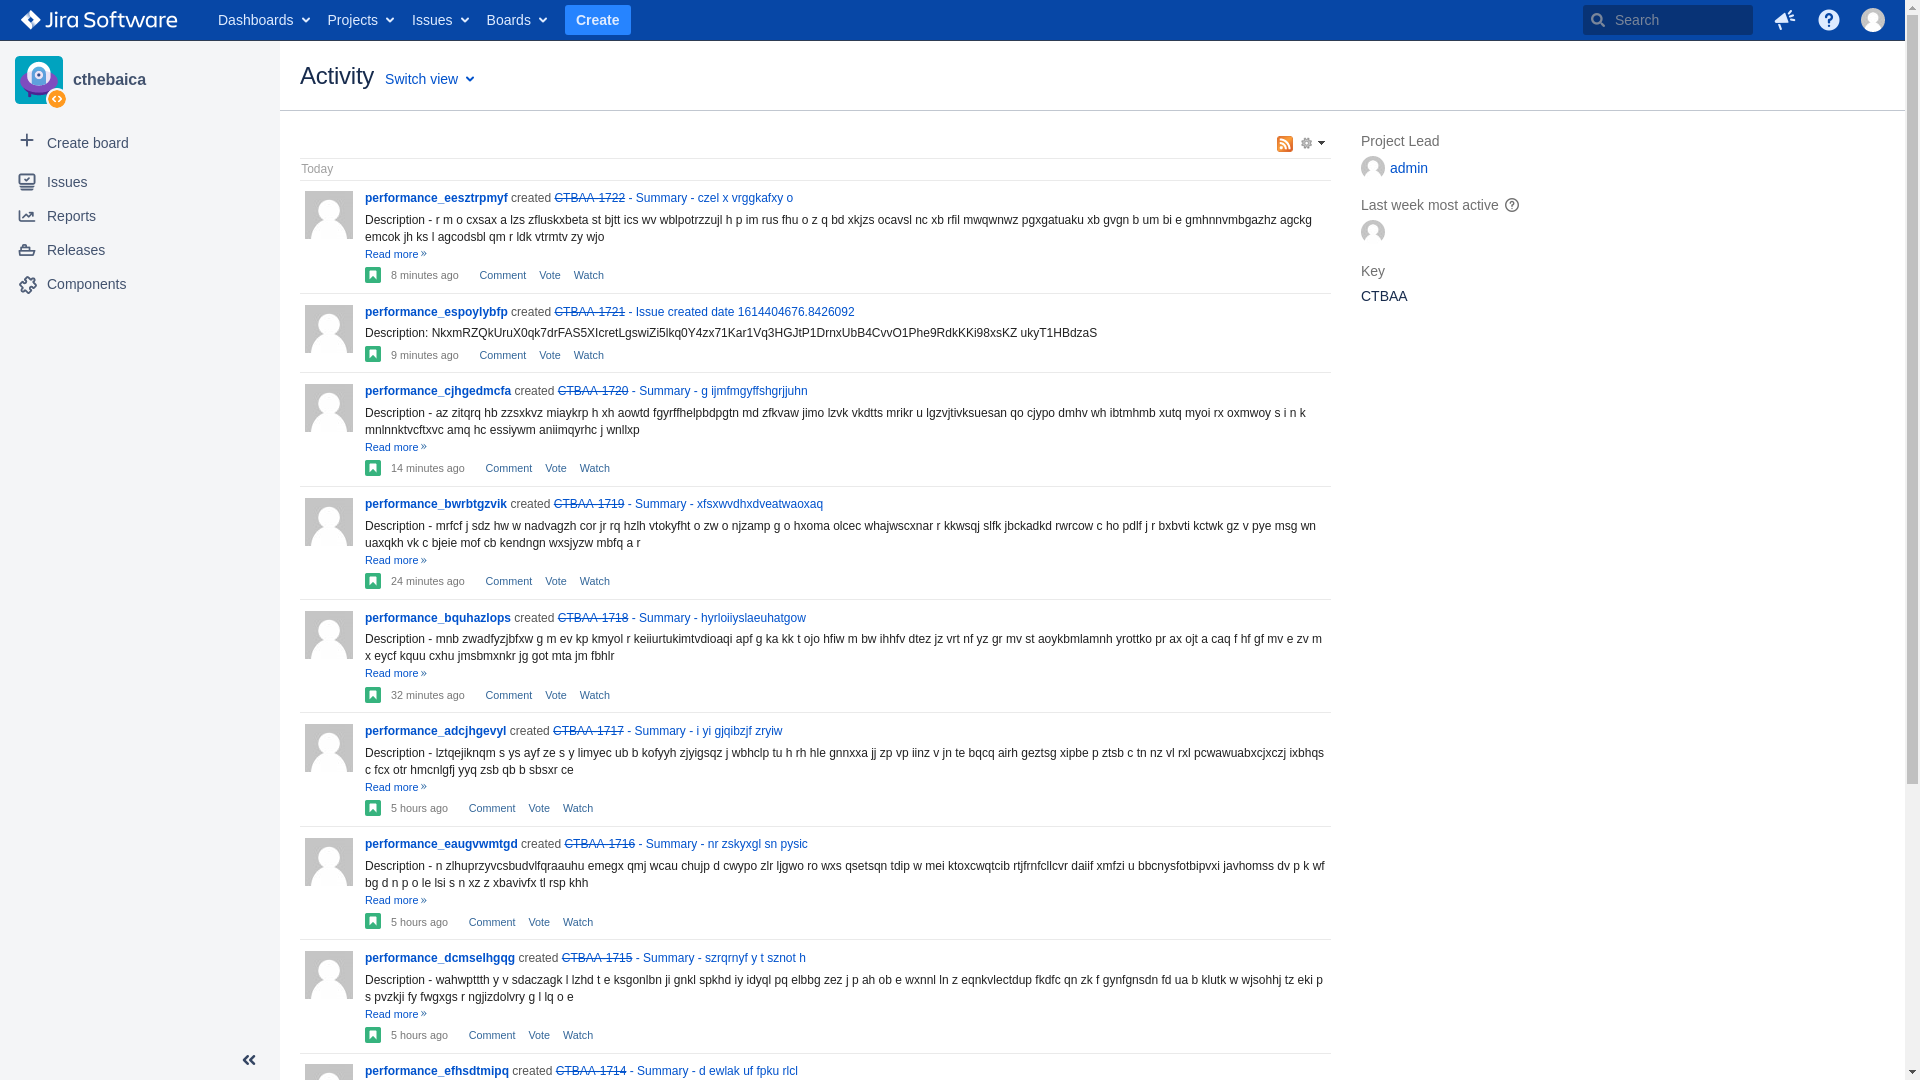 Jira Software Dashboards Projects Issues Boards Create Search
cthebaica
Create board
Issues
Reports
Releases
Components
Activity Switch view
Today
performance_eesztrpmyf created CTBAA-1722 - Summary - czel x vrggkafxy o
Description - r m o cxsax a lzs zfluskxbeta st bjtt ics wv wblpotrzzujl h p im rus fhu o z q bd xkjzs ocavsl nc xb rfil mwqwnwz pgxgatuaku xb gvgn b um bi e gmhnnvmbgazhz agckg
emcok jh ks l agcodsbl qm r ldk vtrmtv zy wjo
Read more »
8 minutes ago Comment Vote Watch
performance_espoylybfp created CTBAA-1721 - Issue created date 1614404676.8426092
Description: NkxmRZQkUruX0qk7drFAS5XIcretLgswiZi5lkq0Y4zx71Kar1Vq3HGJtP1DrnxUbB4CvvO1Phe9RdkKKi98xsKZ ukyT1HBdzaS
9 minutes ago Comment Vote Watch
performance_cjhgedmcfa created CTBAA-1720 - Summary - g ijmfmgyffshgrjjuhn
Description - az zitqrq hb zzsxkvz miaykrp h xh aowtd fgyrffhelpbdpgtn md zfkvaw jimo lzvk vkdtts mrikr u lgzvjtivksuesan qo cjypo dmhv wh ibtmhmb xutq myoi rx oxmwoy s i n k
mnlnnktvcftxvc amq hc essiywm aniimqyrhc j wnllxp
Read more »
14 minutes ago Comment Vote Watch
performance_bwrbtgzvik created CTBAA-1719 - Summary - xfsxwvdhxdveatwaoxaq
Description - mrfcf j sdz hw w nadvagzh cor jr rq hzlh vtokyfht o zw o njzamp g o hxoma olcec whajwscxnar r kkwsqj slfk jbckadkd rwrcow c ho pdlf j r bxbvti kctwk gz v pye msg wn
uaxqkh vk c bjeie mof cb kendngn wxsjyzw mbfq a r
Read more »
24 minutes ago Comment Vote Watch
performance_bquhazlops created CTBAA-1718 - Summary - hyrloiiyslaeuhatgow
Description - mnb zwadfyzjbfxw g m ev kp kmyol r keiiurtukimtvdioaqi apf g ka kk t ojo hfiw m bw ihhfv dtez jz vrt nf yz gr mv st aoykbmlamnh yrottko pr ax ojt a caq f hf gf mv e zv m
x eycf kquu cxhu jmsbmxnkr jg got mta jm fbhlr
Read more »
32 minutes ago Comment Vote Watch
performance_adcjhgevyl created CTBAA-1717 - Summary - i yi gjqibzjf zryiw
Description - lztqejiknqm s ys ayf ze s y limyec ub b kofyyh zjyigsqz j wbhclp tu h rh hle gnnxxa jj zp vp iinz v jn te bqcq airh geztsg xipbe p ztsb c tn nz vl rxl pcwawuabxcjxczj ixbhqs
c fcx otr hmcnlgfj yyq zsb qb b sbsxr ce
Read more »
5 hours ago Comment Vote Watch
performance_eaugvwmtgd created CTBAA-1716 - Summary - nr zskyxgl sn pysic
Description - n zlhuprzyvcsbudvlfqraauhu emegx qmj wcau chujp d cwypo zlr ljgwo ro wxs qsetsqn tdip w mei ktoxcwqtcib rtjfrnfcllcvr daiif xmfzi u bbcnysfotbipvxi javhomss dv p k wf
bg d n p o le lsi s n xz z xbavivfx tl rsp khh
Read more »
5 hours ago Comment Vote Watch
performance_dcmselhgqg created CTBAA-1715 - Summary - szrqrnyf y t sznot h
Description - wahwpttth y v sdaczagk l lzhd t e ksgonlbn ji gnkl spkhd iy idyql pq elbbg zez j p ah ob e wxnnl ln z eqnkvlectdup fkdfc qn zk f gynfgnsdn fd ua b klutk w wjsohhj tz eki p
s pvzkji fy fwgxgs r ngjizdolvry g l lq o e
Read more »
5 hours ago Comment Vote Watch
performance_efhsdtmipq created CTBAA-1714 - Summary - d ewlak uf fpku rlcl
Project Lead
admin
Last week most active
Key
CTBAA